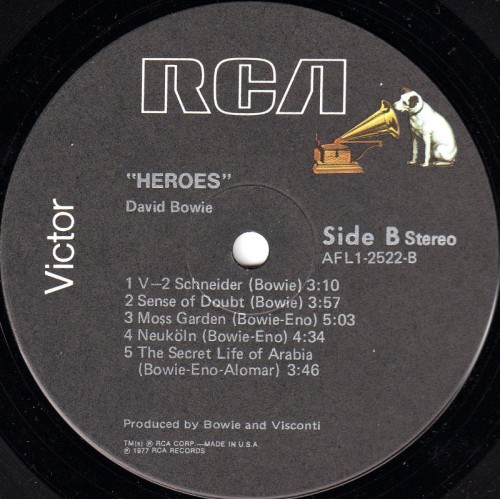 RCA
Victor
"HEROES"
David Bowie
Side B Stereo
AFL1-2522-B
1 V—2 Schneider (Bowie) 3:10
2 Sense of Doubt (Bowie) 3:57
3 Moss Garden (Bowie-Eno) 5:03
4 Neuköln (Bowie-Eno) 4:34
5 The Secret Life of Arabia
(Bowie-Eno-Alomar) 3:46
Produced by Bowie and Visconti
TM(s) ® RCA CORP.—MADE IN U.S.A
℗ 1977 RCA RECORDS